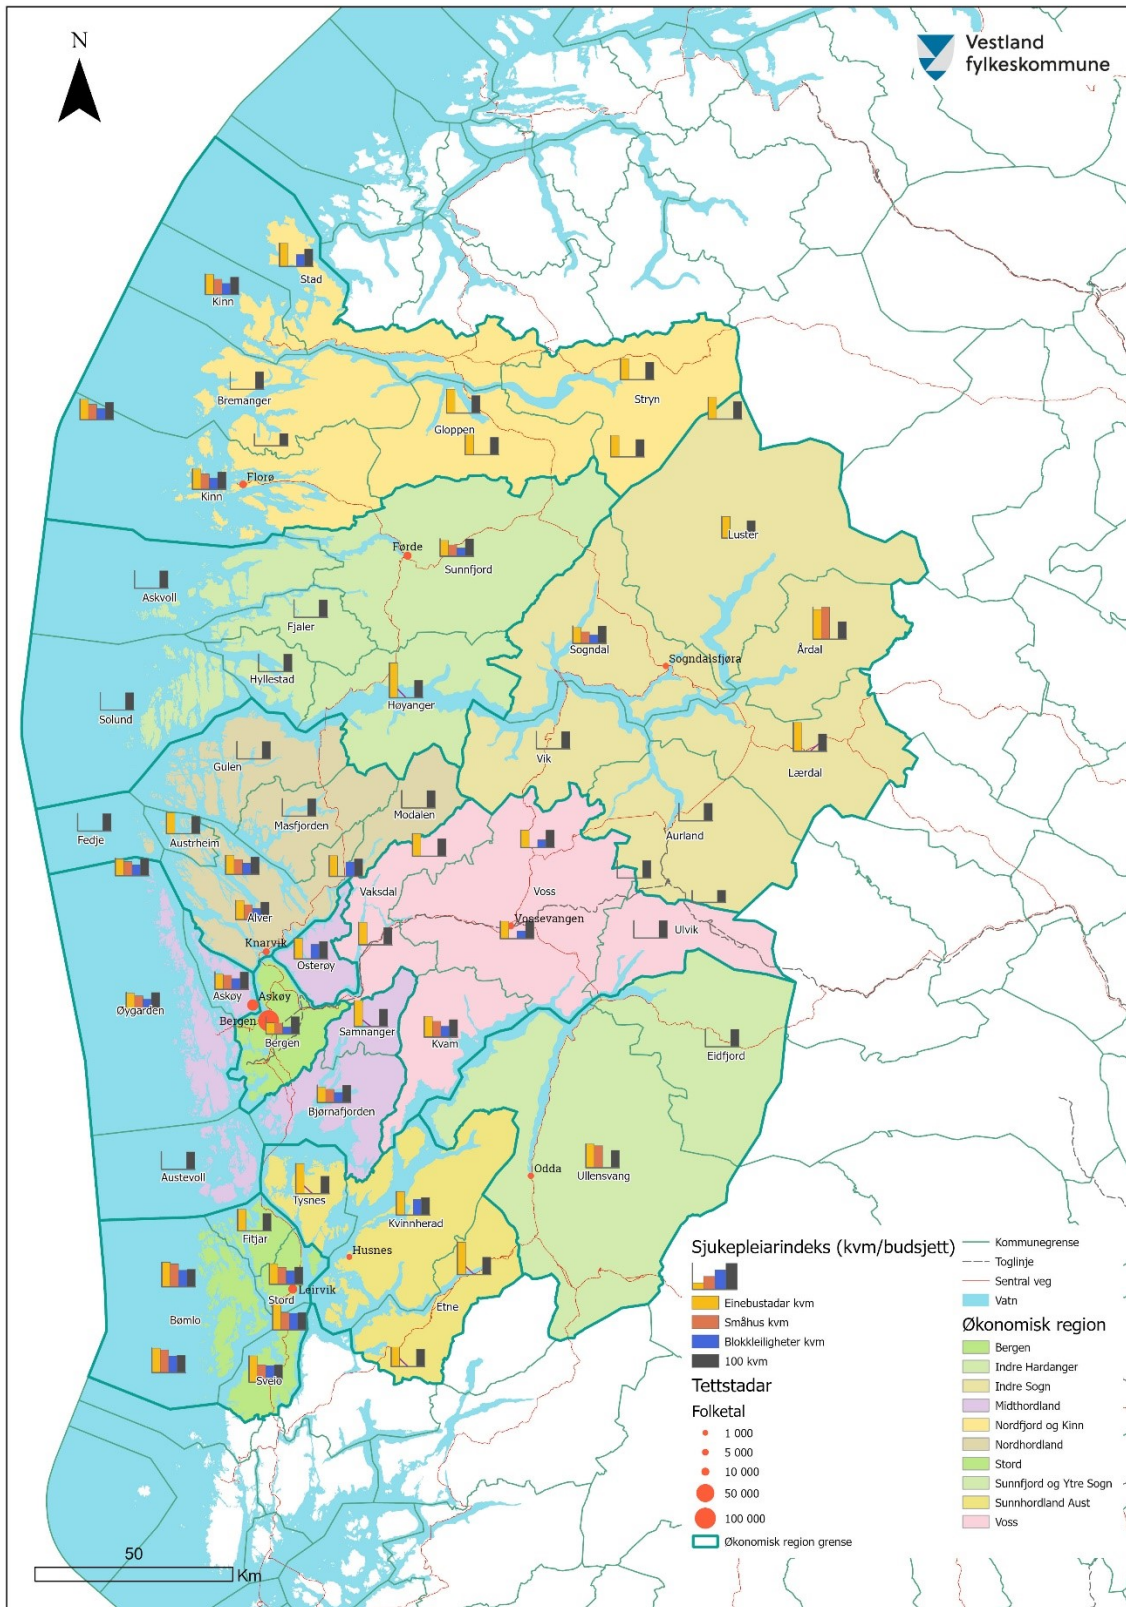 N
Vestland
fylkeskommune
Stad
Kinn
Bremanger
Stryn
Gloppen
Florø
Kinn
Luster
Førde
Sunnfjord
Askvoll
Fjaler
Årdal
Sogndal
Sogndalsfjøra
Hyllestad
Høyanger
Solund
Gulen
Vik
Lærdal
Masfjorden
Modalen
Fedje
Austrheim
Aurland
Vaksdal
Voss
Alver
Vossevangen
Ulvik
Knarvik
Osterøy
Askøy
Askøy
Øygarden
Bergen
Bergen
Samnanger
Kvam
Eidfjord
Bjørnafjorden
Austevoll
Odda
Ullensvang
Tysnes
Kvinnherad
Fitjar
Husnes
Stord
Leirvik
Bømlo
Etne
Sveio
Sjukepleiarindeks (kvm/budsjett)
Einebustadar kvm
Småhus kvm
Blokkleiligheter kvm
100 kvm
Tettstadar
Folketal
1 000
5 000
10 000
50 000
100 000
Økonomisk region grense
Kommunegrense
Toglinje
Sentral veg
Vatn
Økonomisk region
Bergen
Indre Hardanger
Indre Sogn
Midthordland
Nordfjord og Kinn
Nordhordland
Stord
Sunnfjord og Ytre Sogn
Sunnhordland Aust
Voss
50
Km